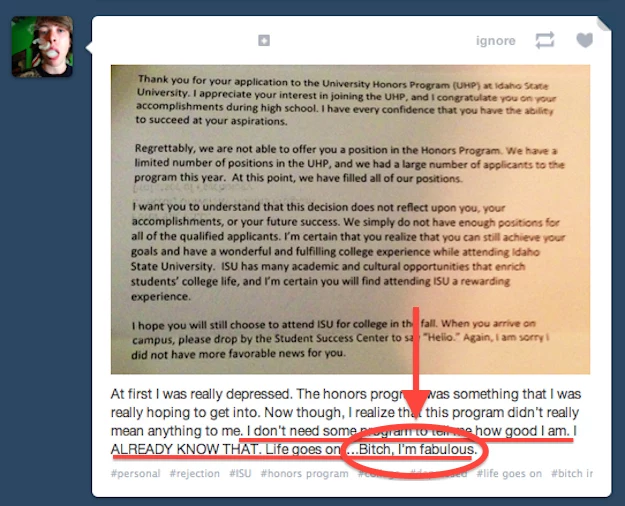 ignore
Thank you for your application to the University Honors Program (UHP) at Idaho State
University. I appreciate your interest in joining the UHP, and I congratulate you on your
accomplishments during high school. I have every confidence that you have the ability
to succeed at your aspirations.
Regrettably, we are not able to offer you a position in the Honors Program. We have a
limited number of positions in the UHP, and we had a large number of applicants to the
program this year. At this point, we have filled all of our positions.
I want you to understand that this decision does not reflect upon you, your
accomplishments, or your future success. We simply do not have enough positions for
all of the qualified applicants. I'm certain that you realize that you can still achieve your
goals and have a wonderful and fulfilling college experience while attending Idaho
State University. ISU has many academic and cultural opportunities that enrich
students' college life, and I'm certain you will find attending ISU a rewarding
experience.
I hope you will still choose to attend ISU for college in the fall. When you arrive on
campus, please drop by the Student Success Center to say "Hello." Again, I am sorry I
did not have more favorable news for you.
At first I was really depressed. The honors program was something that I was
really hoping to get into. Now though, I realize that this program didn't really
mean anything to me. I don't need some program to tell me how good I am. I
ALREADY KNOW THAT. Life goes on …Bitch, I'm fabulous.
#personal #rejection #ISU #honors program #college #depressed #life goes on #bitch i